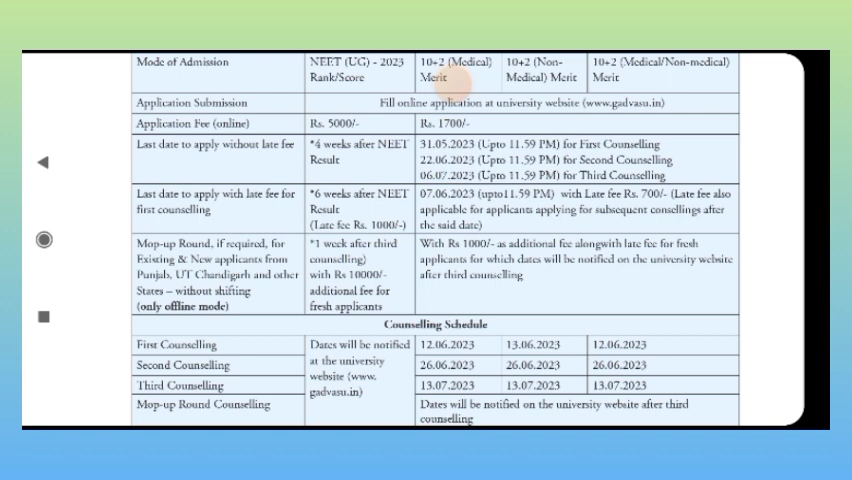 Mode of Admission
NEET (UG) - 2023 Rank/Score
10+2 (Medical) Merit
10+2 (Non-Medical) Merit
10+2 (Medical/Non-medical) Merit
Application Submission
Fill online application at university website (www.gadvasu.in)
Application Fee (online)
Rs. 5000/-
Rs. 1700/-
Last date to apply without late fee
*4 weeks after NEET
Result
31.05.2023 (Upto 11.59 PM) for First Counselling
22.06.2023 (Upto 11.59 PM) for Second Counselling
06.07.2023 (Upto 11.59 PM) for Third Counselling
Last date to apply with late fee for
first counselling
*6 weeks after NEET
Result
(Late fee Rs. 1000/-)
07.06.2023 (upto11.59 PM) with Late fee Rs. 700/- (Late fee also
applicable for applicants applying for subsequent consellings after
the said date)
Mop-up Round, if required, for
Existing & New applicants from
Punjab, UT Chandigarh and other
States – without shifting
(only offline mode)
*1 week after third
counselling)
with Rs 10000/-
additional fee for
fresh applicants
With Rs 1000/- as additional fee alongwith late fee for fresh
applicants for which dates will be notified on the university website
after third counselling
Counselling Schedule
First Counselling
Dates will be notified
at the university
website (www.
gadvasu.in)
12.06.2023
13.06.2023
12.06.2023
Second Counselling
26.06.2023
26.06.2023
26.06.2023
Third Counselling
13.07.2023
13.07.2023
13.07.2023
Mop-up Round Counselling
Dates will be notified on the university website after third
counselling